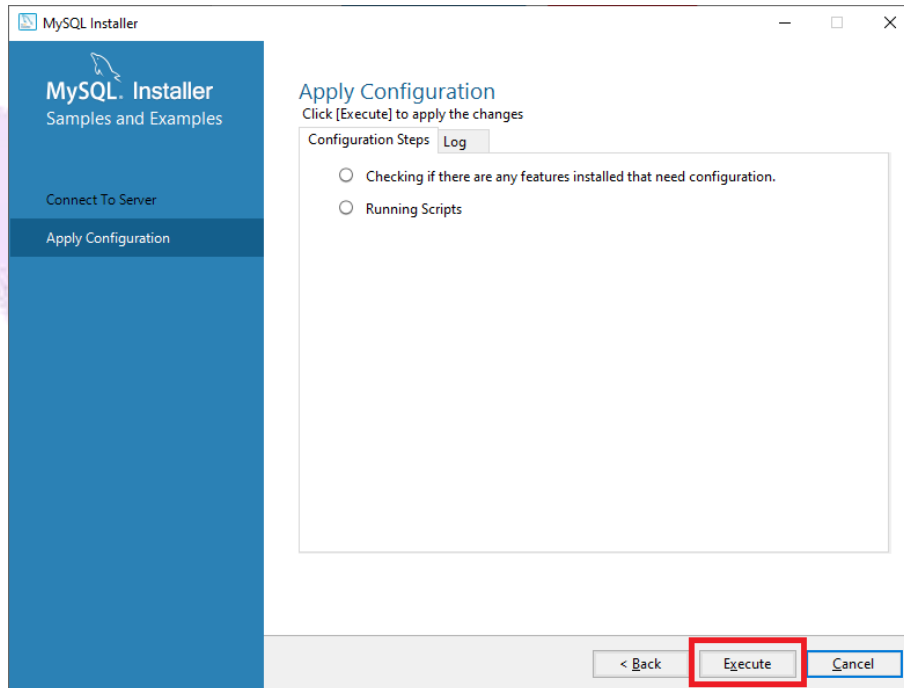 MySQL Installer
MySQL. Installer
Samples and Examples
Connect To Server
Apply Configuration
Apply Configuration
Click [Execute] to apply the changes
Configuration Steps
Log
Checking if there are any features installed that need configuration.
Running Scripts
< Back
Execute
Cancel